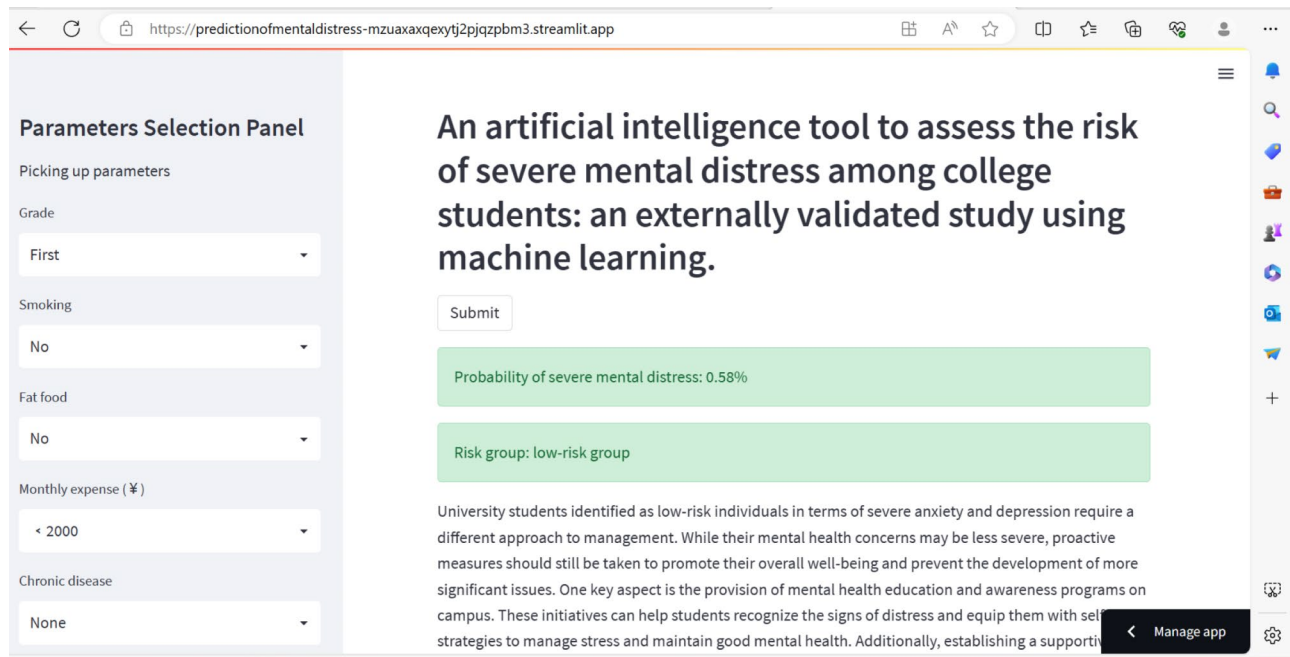 https://predictionofmentaldistress-mzuaxaxqexytj2pjqzpbm3.streamlit.app
Parameters Selection Panel
Picking up parameters
Grade
First
Smoking
No
Fat food
No
Monthly expense (¥)
< 2000
Chronic disease
None
An artificial intelligence tool to assess the risk
of severe mental distress among college
students: an externally validated study using
machine learning.
Submit
Probability of severe mental distress: 0.58%
Risk group: low-risk group
University students identified as low-risk individuals in terms of severe anxiety and depression require a
different approach to management. While their mental health concerns may be less severe, proactive
measures should still be taken to promote their overall well-being and prevent the development of more
significant issues. One key aspect is the provision of mental health education and awareness programs on
campus. These initiatives can help students recognize the signs of distress and equip them with
strategies to manage stress and maintain good mental health. Additionally, establishing a
Manage app